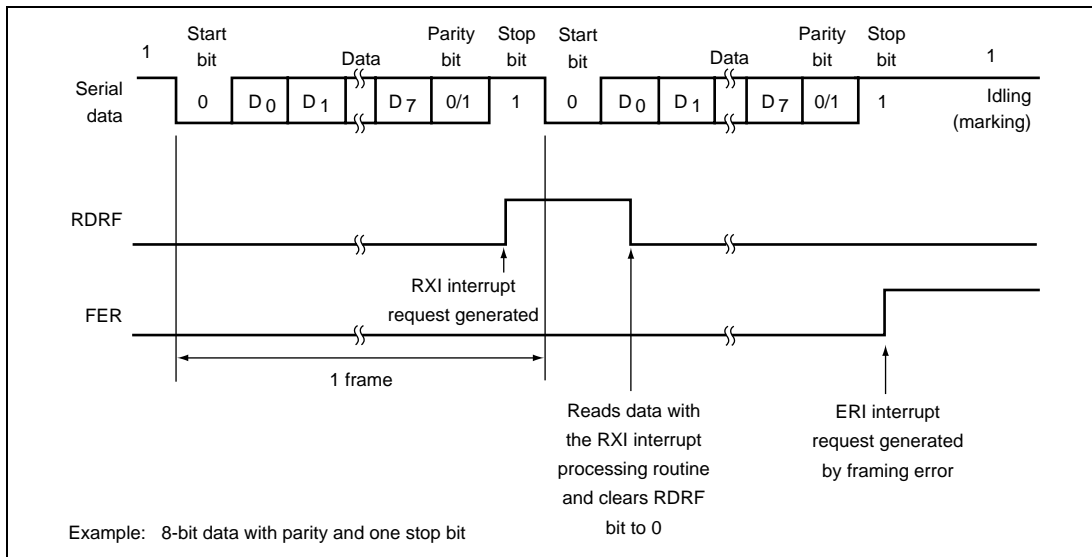 1
Start bit
Data
Parity bit
Stop bit
Start bit
Data
Parity bit
Stop bit
1
Serial data
0
D0
D1
D7
0/1
1
0
D0
D1
D7
0/1
1
Idling (marking)
RDRF
RXI interrupt
request generated
FER
1 frame
Reads data with
the RXI interrupt
processing routine
and clears RDRF
bit to 0
ERI interrupt
request generated
by framing error
Example: 8-bit data with parity and one stop bit